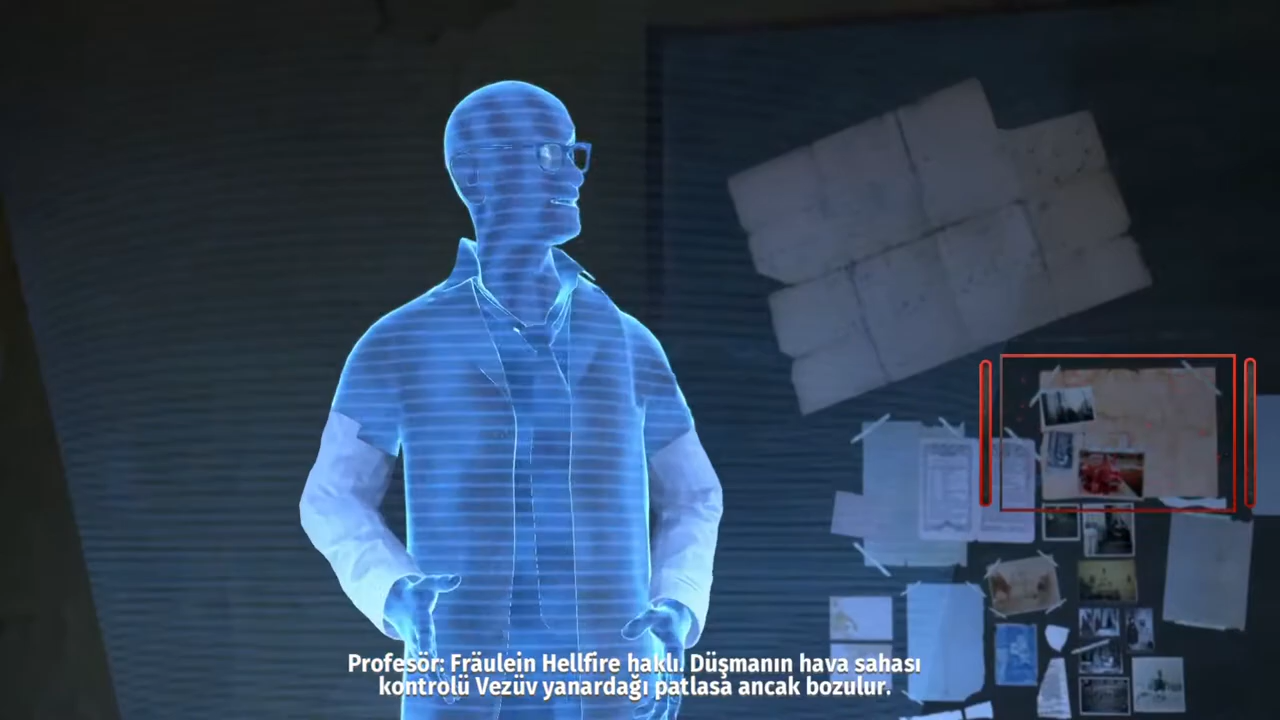 Profesör: Fräulein Hellfire haklı. Düşmanın hava sahası
kontrolü Vezüv yanardağı patlasa ancak bozulur.